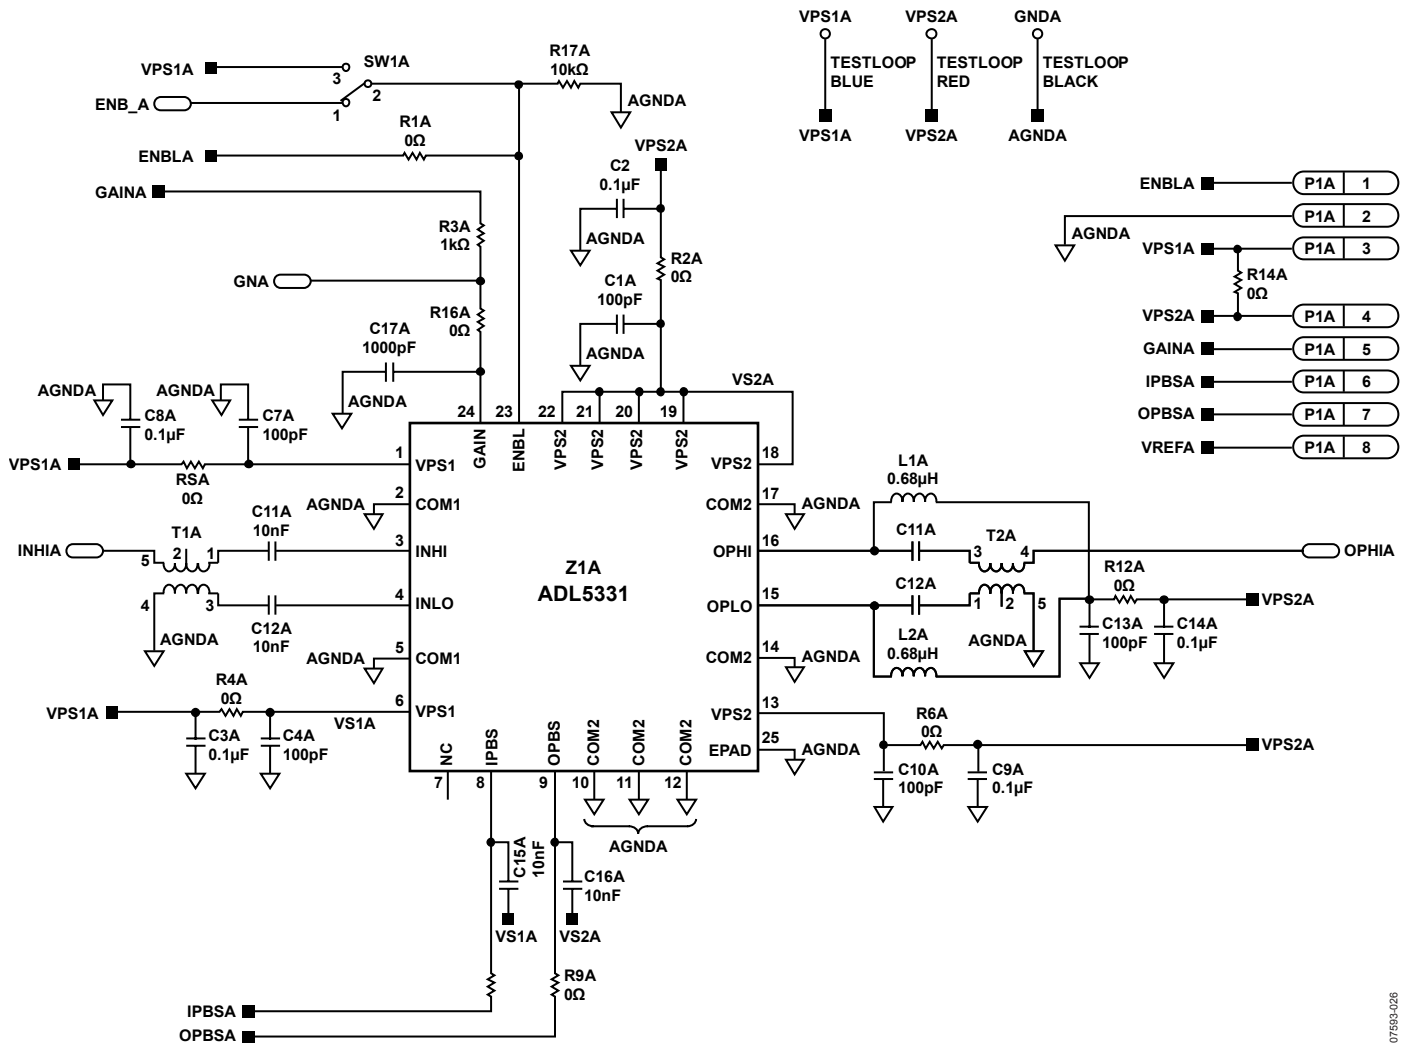 VPS1A
3
SW1A
2
ENB_A
1
R17A
10kΩ
AGNDA
VPS1A
TESTLOOP
BLUE
VPS1A
VPS2A
TESTLOOP
RED
VPS2A
GNDA
TESTLOOP
BLACK
AGNDA
R1A
0Ω
ENBLA
GAINA
R3A
1kΩ
GNA
R16A
0Ω
C17A
1000pF
AGNDA
VPS2A
C2
0.1µF
AGNDA
R2A
0Ω
C1A
100pF
AGNDA
VS2A
ENBLA P1A 1
P1A 2
AGNDA
VPS1A P1A 3
R14A
0Ω
VPS2A P1A 4
GAINA P1A 5
IPBSA P1A 6
OPBSA P1A 7
VREFA P1A 8
AGNDA
C8A
0.1µF
AGNDA
C7A
100pF
VPS1A
RSA
0Ω
24 23 22 21 20 19
GAIN ENBL VPS2 VPS2 VPS2 VPS2
1 VPS1
2 COM1
AGNDA
3 INHI
4 INLO
5 COM1
AGNDA
6 VPS1
C11A
10nF
T1A
INHIA
5 2 1
4 3
AGNDA
C12A
10nF
R4A
0Ω
VPS1A
VS1A
C3A
0.1µF
C4A
100pF
Z1A
ADL5331
VPS2 18
COM2 17
AGNDA
OPHI 16
OPLO 15
COM2 14
AGNDA
VPS2 13
EPAD 25
AGNDA
L1A
0.68µH
C11A
T2A
3 4
OPHIA
C12A
1 2 5
AGNDA
L2A
0.68µH
R12A
0Ω
VPS2A
C13A
100pF
C14A
0.1µF
R6A
0Ω
VPS2A
C10A
100pF
C9A
0.1µF
NC IPBS OPBS COM2 COM2 COM2
7 8 9 10 11 12
AGNDA
C15A
10nF
VS1A
C16A
10nF
VS2A
R9A
0Ω
IPBSA
OPBSA
07593-026